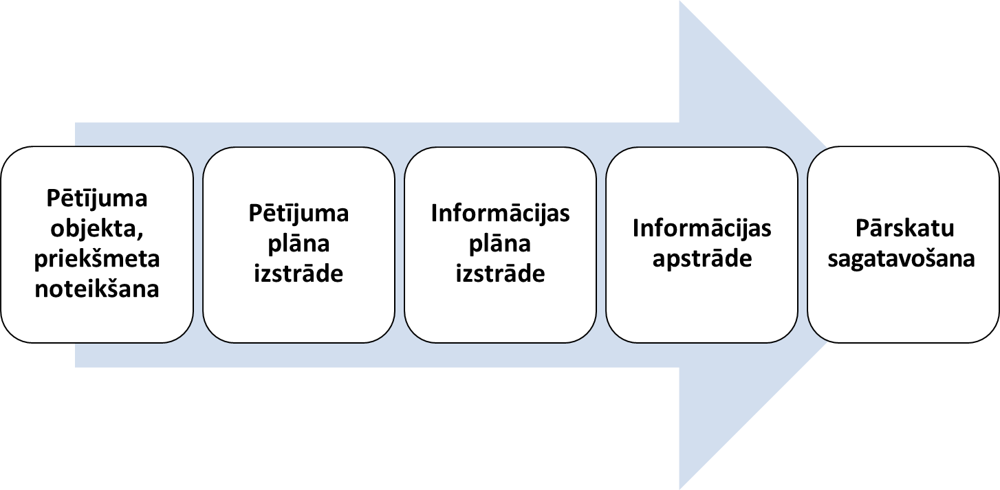 Pētījuma
objekta,
priekšmeta
noteikšana
Pētījuma
plāna
izstrāde
Informācijas
plāna
izstrāde
Informācijas
apstrāde
Pārskatu
sagatavošana